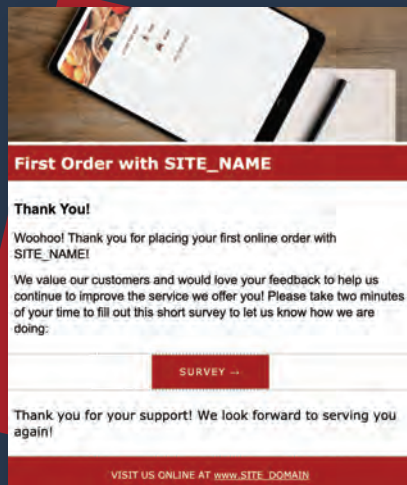 First Order with SITE_NAME
Thank You!
Woohoo! Thank you for placing your first online order with
SITE_NAME!
We value our customers and would love your feedback to help us
continue to improve the service we offer you! Please take two minutes
of your time to fill out this short survey to let us know how we are
doing:
SURVEY →
Thank you for your support! We look forward to serving you
again!
VISIT US ONLINE AT www.SITE_DOMAIN